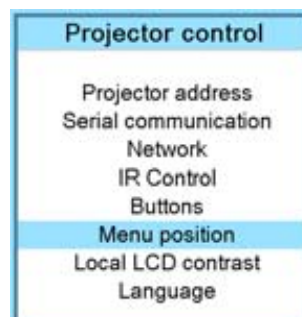 Projector control
Projector address
Serial communication
Network
IR Control
Buttons
Menu position
Local LCD contrast
Language